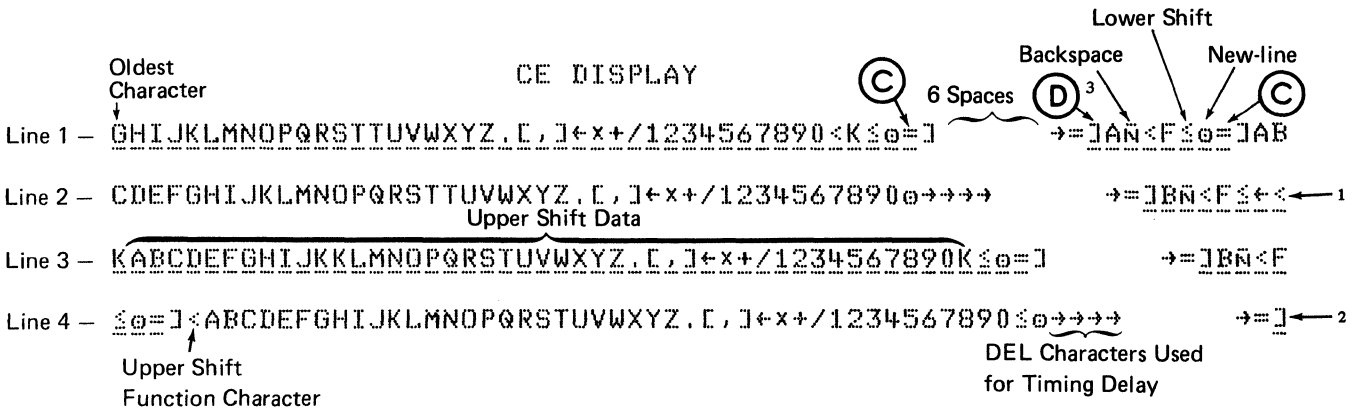 Lower Shift
Backspace
New-line
Oldest
Character
CE DISPLAY
C
6 Spaces
D
3
C
Line 1 – GHIJKLMNOPQRSTTUVWXYZ.[,]←x+/1234567890<K≤ʘ=] →=]AÑ<F≤ʘ=]AB
Line 2 – CDEFGHIJKLMNOPQRSTTUVWXYZ.[,]←x+/1234567890ʘ→→→→ →=]BÑ<F≤←< 1
Upper Shift Data
Line 3 – KABCDEFGHIJKKLMNOPQRSTUVWXYZ.[,]←x+/1234567890K≤ʘ=] →=]BÑ<F
Line 4 – ≤ʘ=]<ABCDEFGHIJKLMNOPQRSTUVWXYZ.[,]←x+/1234567890≤ʘ→→→→ →=] 2
Upper Shift
Function Character
DEL Characters Used
for Timing Delay